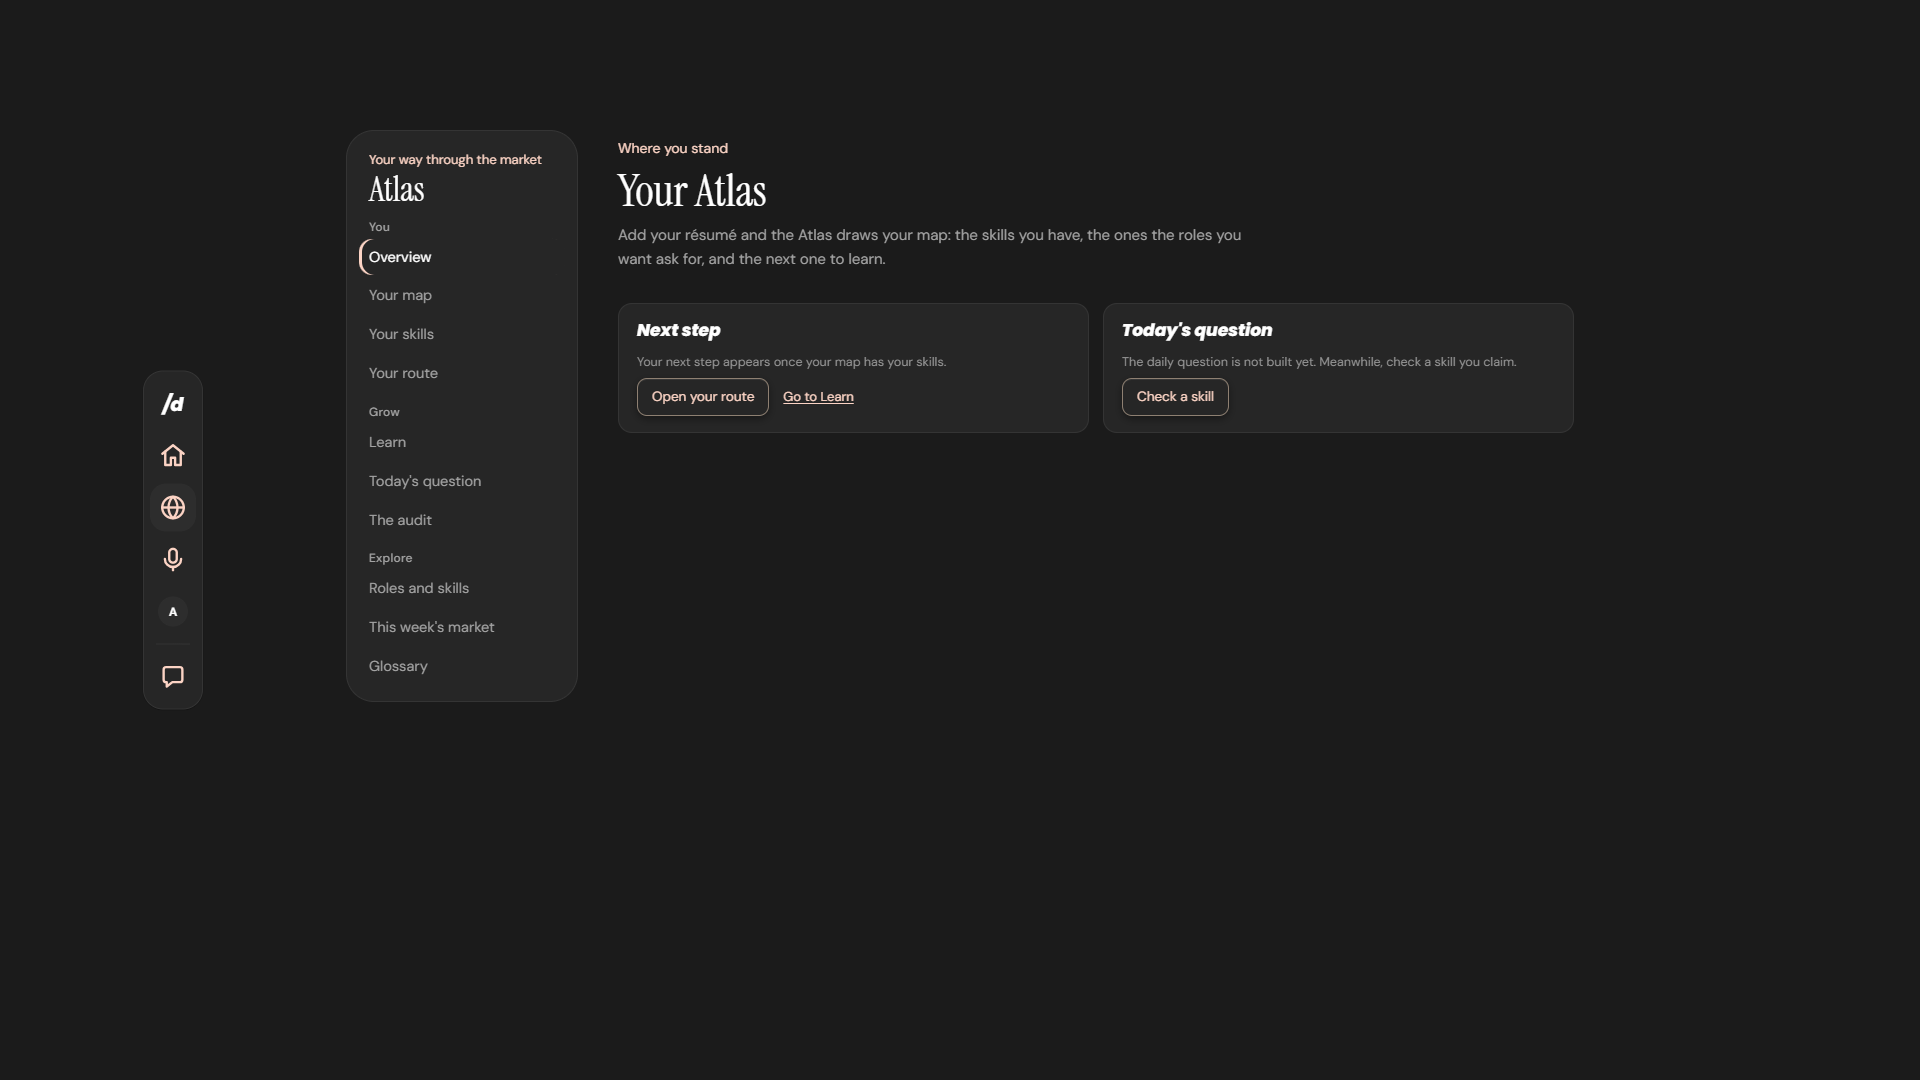 /d
A
Your way through the market
Atlas
You
Overview
Your map
Your skills
Your route
Grow
Learn
Today's question
The audit
Explore
Roles and skills
This week's market
Glossary
Where you stand
Your Atlas
Add your résumé and the Atlas draws your map: the skills you have, the ones the roles you
want ask for, and the next one to learn.
Next step
Your next step appears once your map has your skills.
Open your route
Go to Learn
Today's question
The daily question is not built yet. Meanwhile, check a skill you claim.
Check a skill